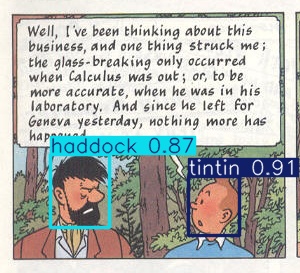 Well, I've been thinking about this
business, and one thing struck me;
the glass-breaking only occurred
when Calculus was out; or, to be
more accurate, when he was in his
laboratory. And since he left for
Geneva yesterday, nothing more has
happened
haddock 0.87
tintin 0.91